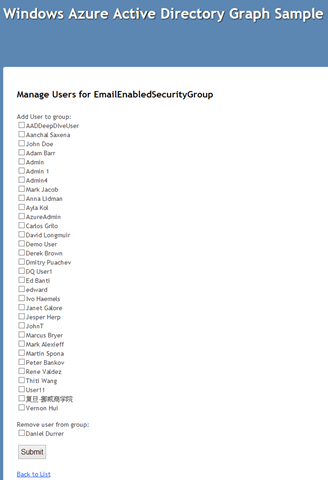 Windows Azure Active Directory Graph Sample
Manage Users for EmailEnabledSecurityGroup
Add User to group:
AADDeepDiveUser
Aanchal Saxena
John Doe
Adam Barr
Admin
Admin 1
Admin4
Mark Jacob
Anna Lidman
Ayla Kol
AzureAdmin
Carlos Grilo
David Longmuir
Demo User
Derek Brown
Dmitry Puachev
DQ User1
Ed Banti
edward
Ivo Haemels
Janet Galore
Jesper Herp
JohnT
Marcus Bryer
Mark Alexieff
Martin Spona
Peter Bankov
Rene Valdez
Thiti Wang
User11
复旦-挪威商学院
Vernon Hui
Remove user from group:
Daniel Durrer
Submit
Back to List